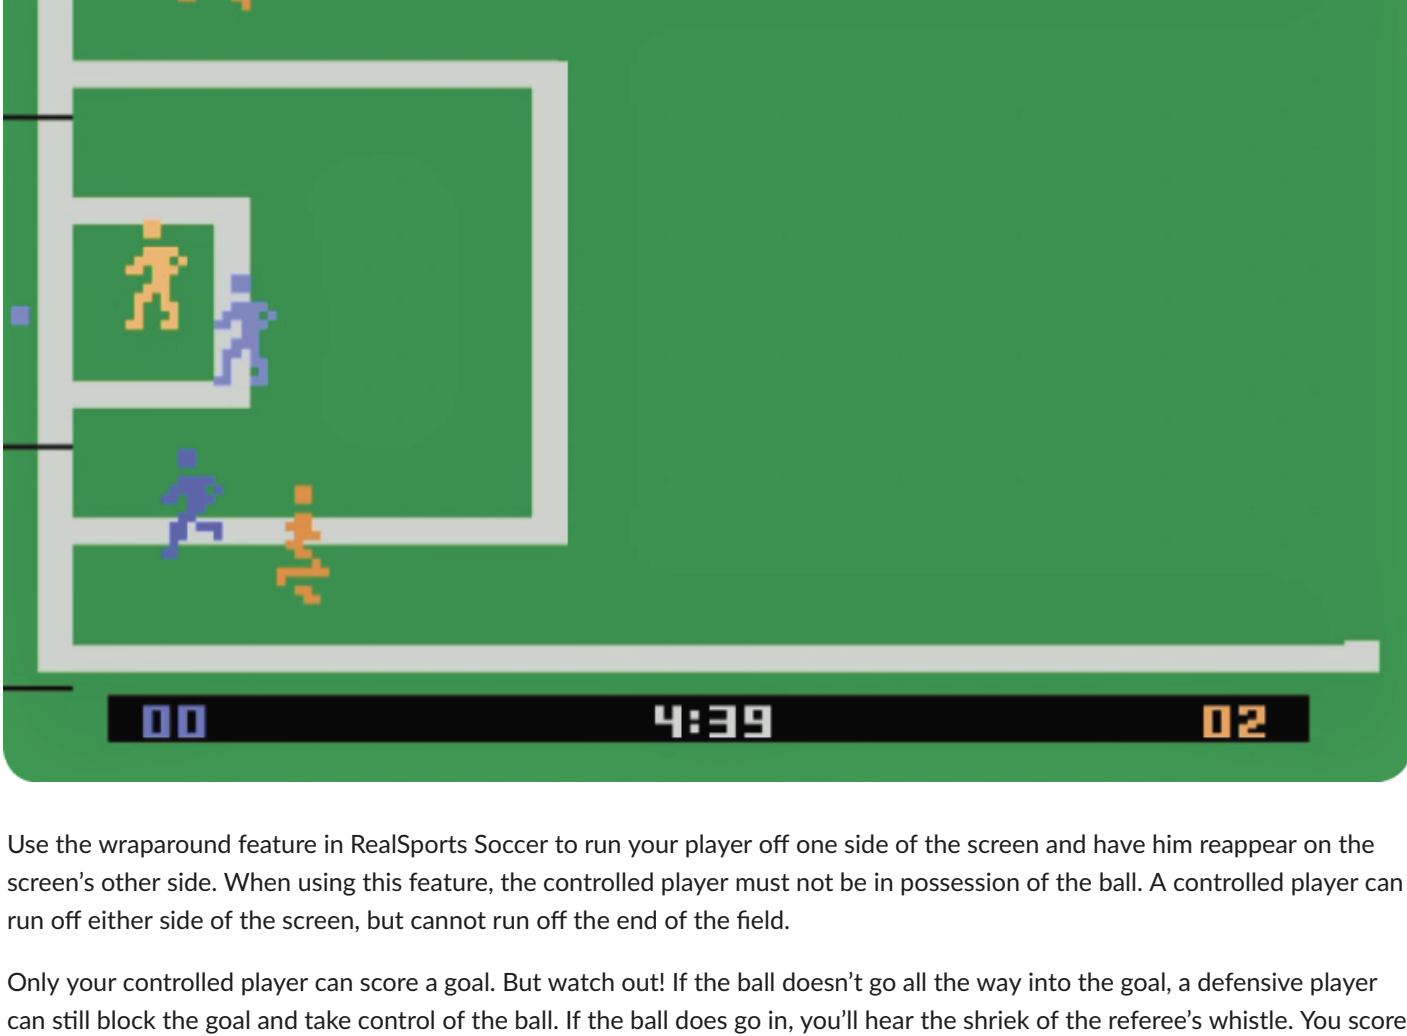 00 4:39 02
Use the wraparound feature in RealSports Soccer to run your player off one side of the screen and have him reappear on the
screen’s other side. When using this feature, the controlled player must not be in possession of the ball. A controlled player can
run off either side of the screen, but cannot run off the end of the field.
Only your controlled player can score a goal. But watch out! If the ball doesn’t go all the way into the goal, a defensive player
can still block the goal and take control of the ball. If the ball does go in, you’ll hear the shriek of the referee’s whistle. You score